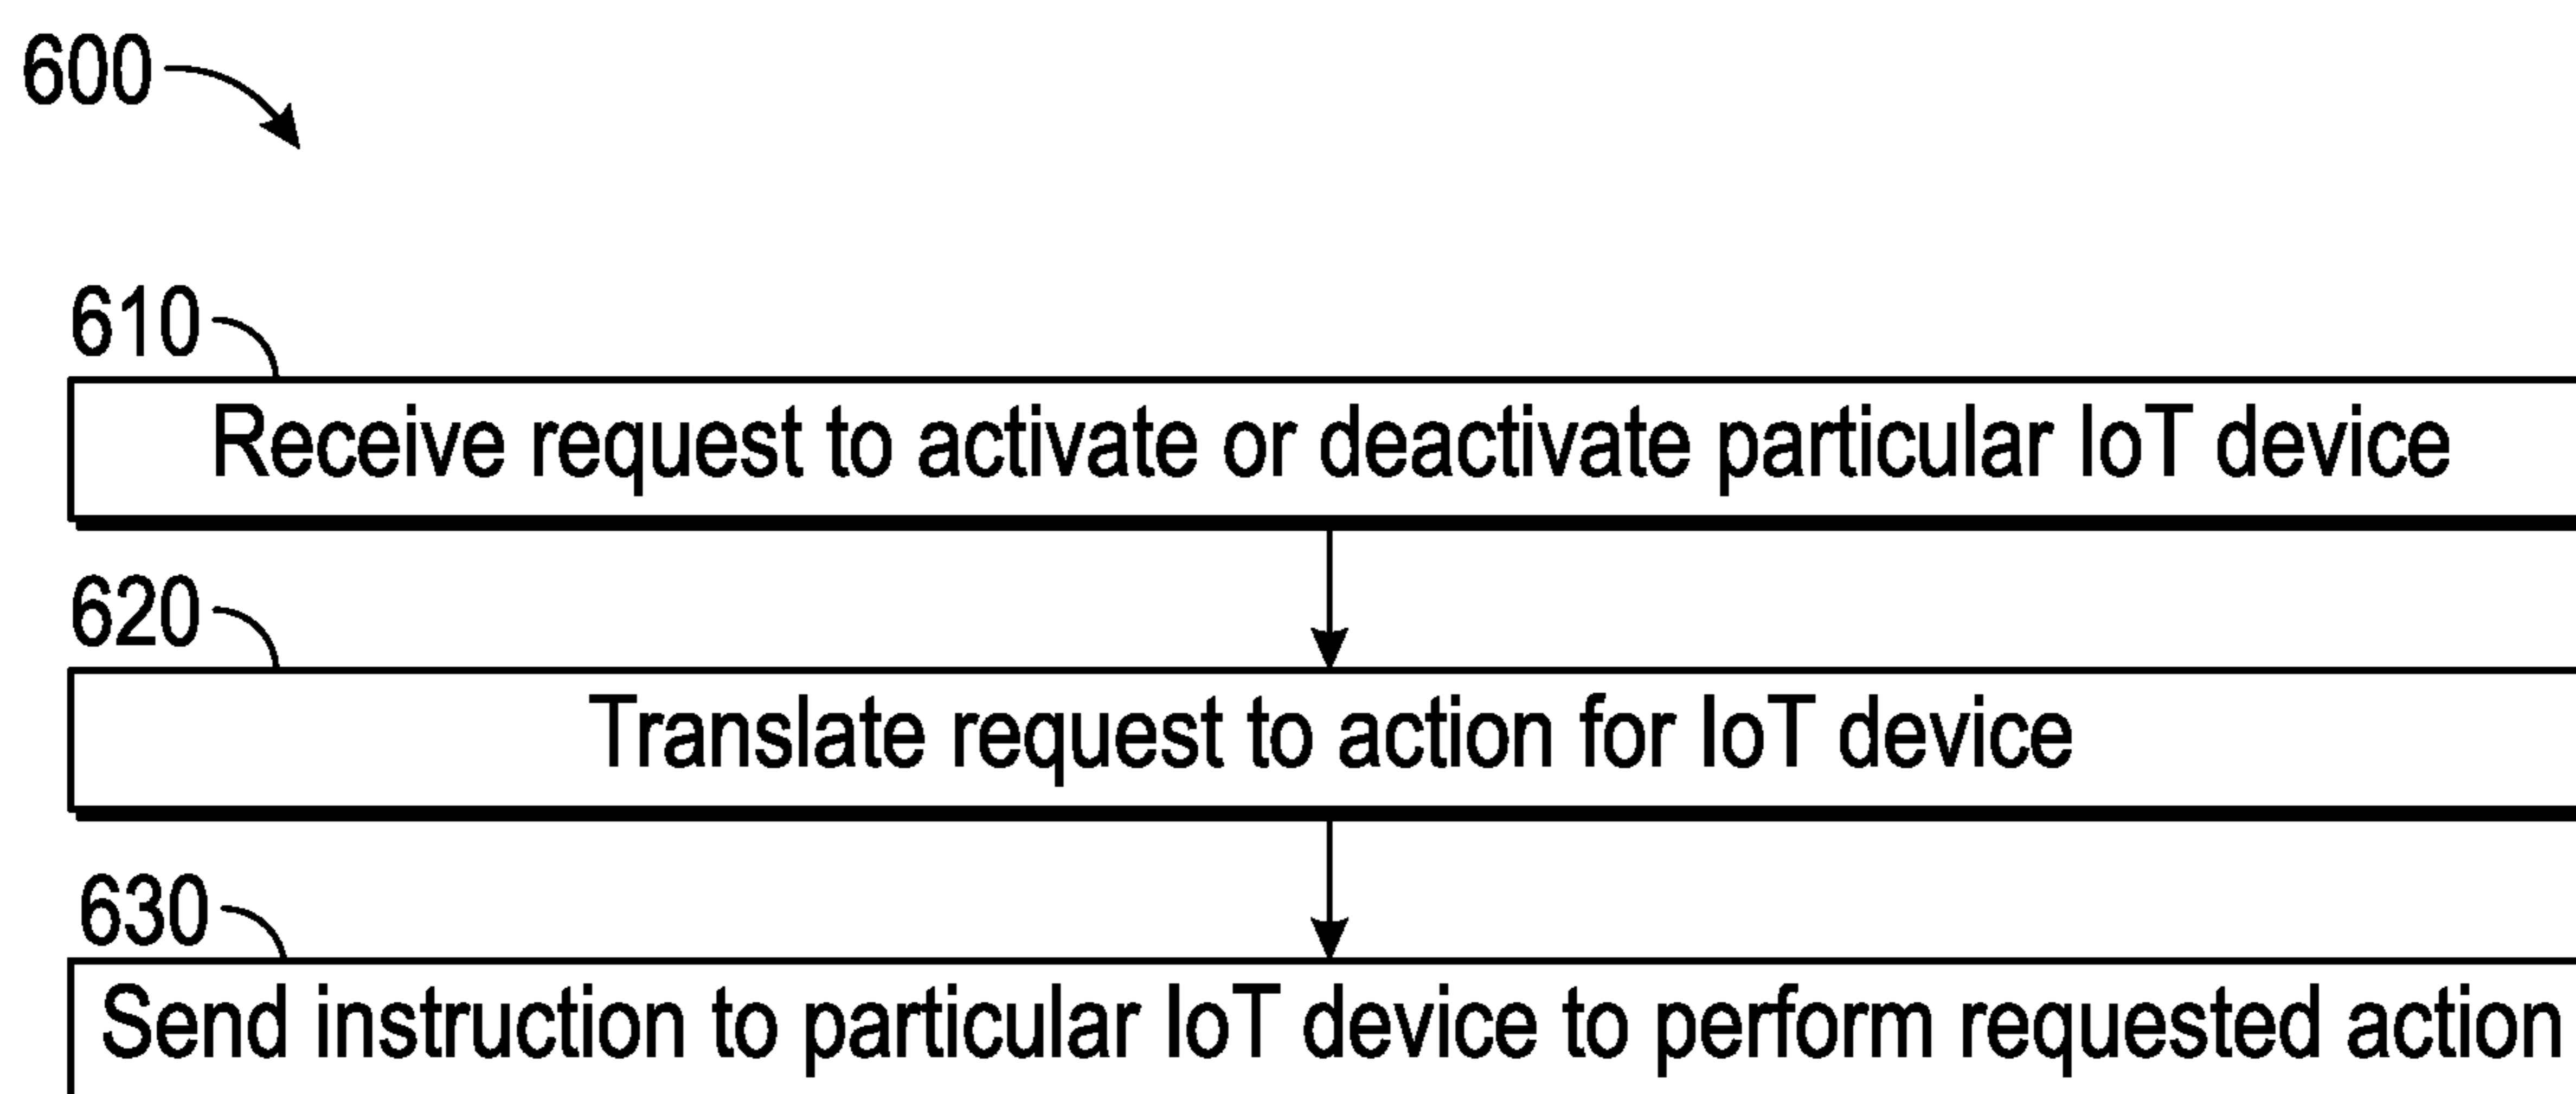 600
610
Receive request to activate or deactivate particular IoT device
620
Translate request to action for IoT device
630
Send instruction to particular IoT device to perform requested action